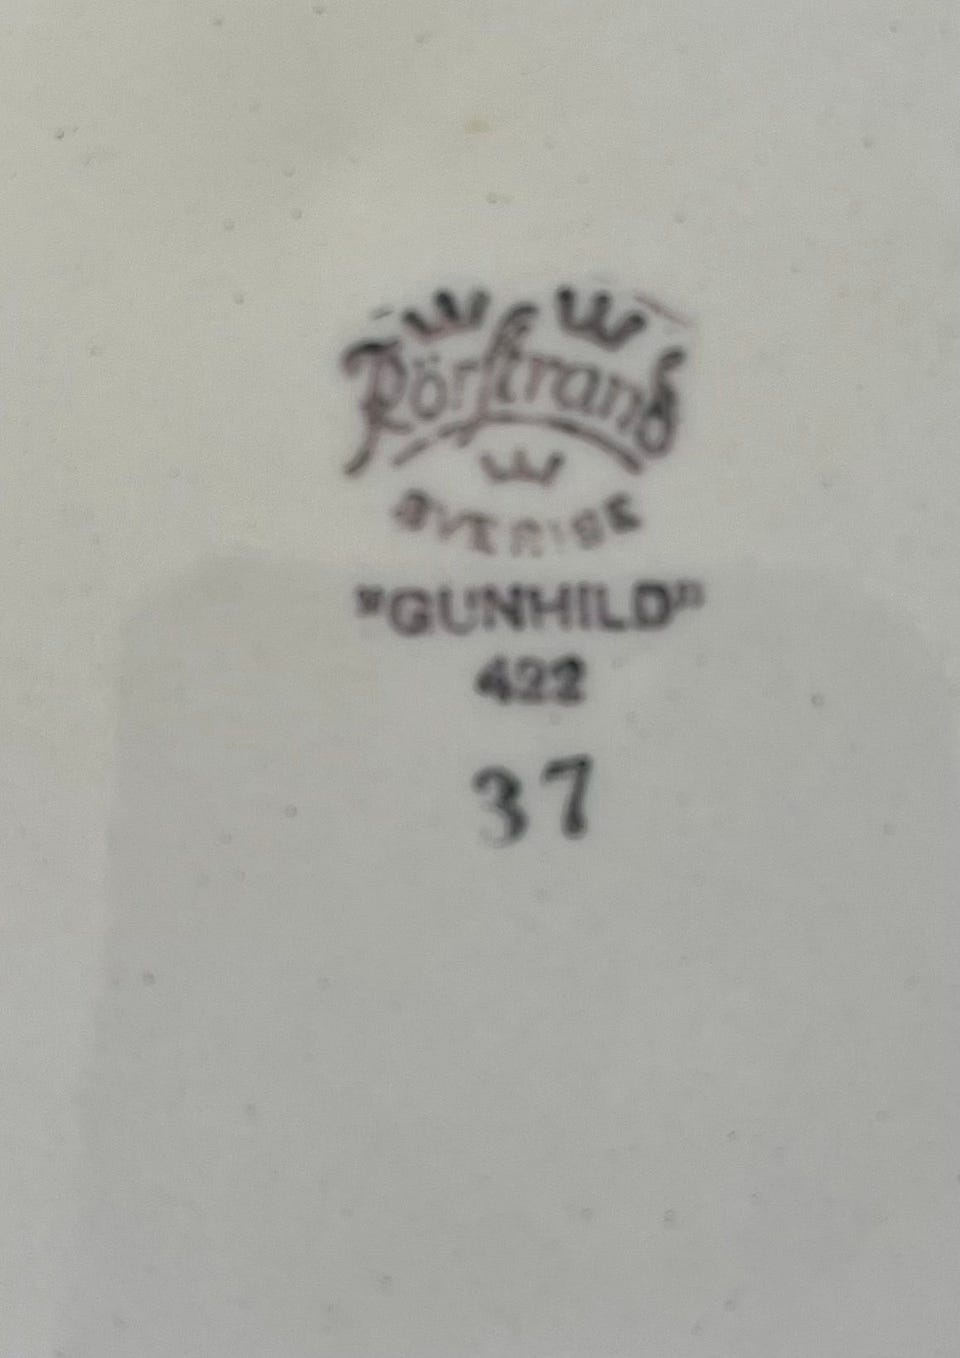 Rörstrand
SVERIGE
"GUNHILD"
422
37